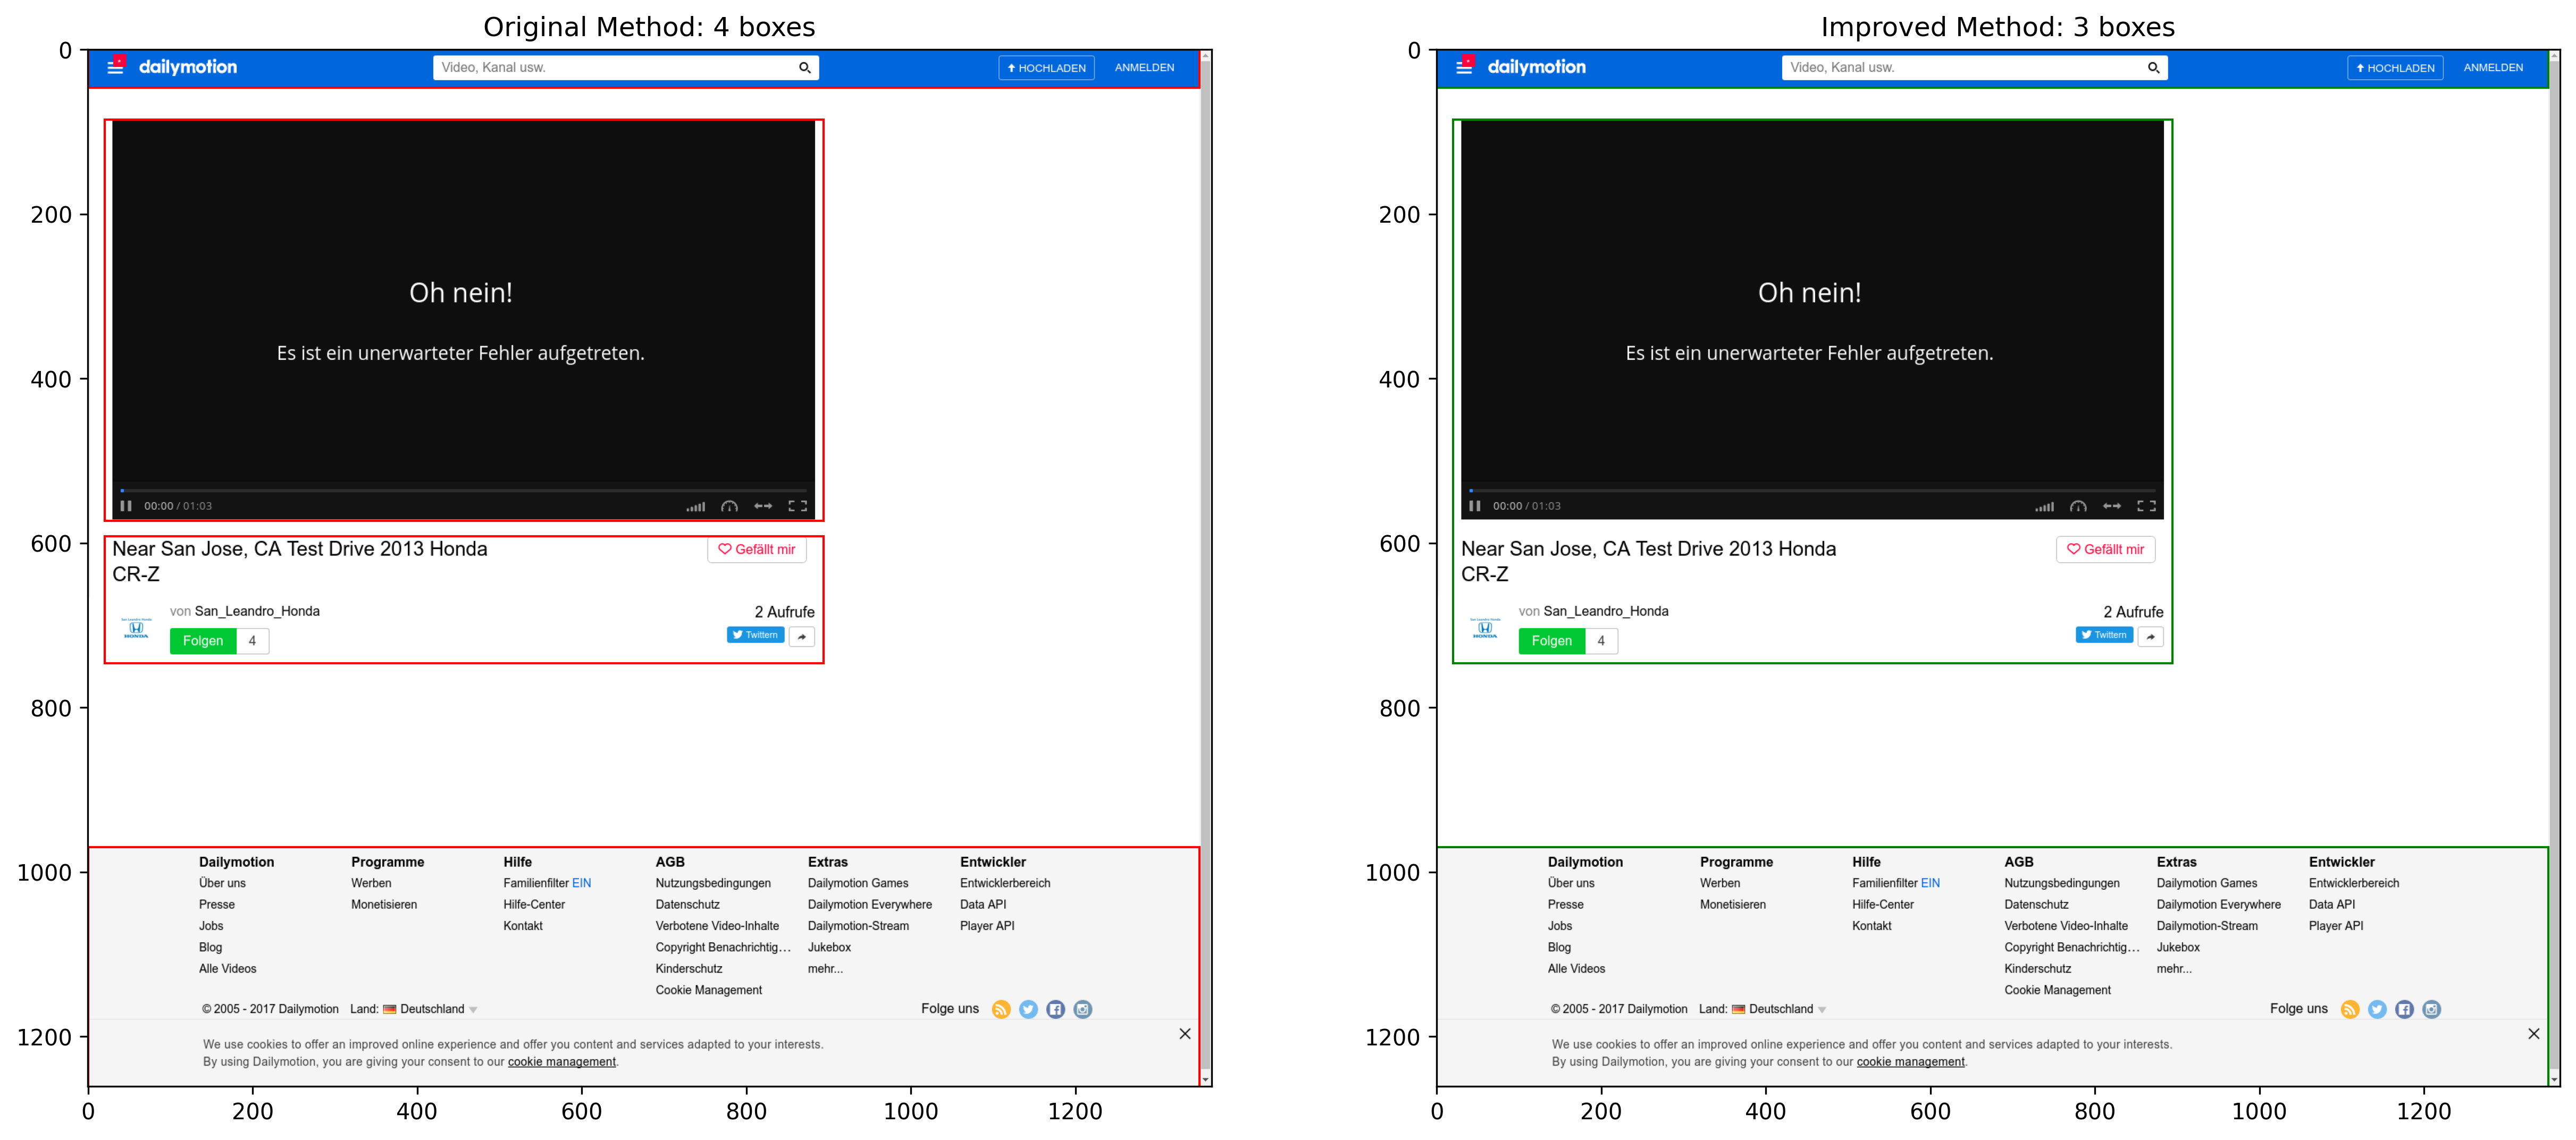 Original Method: 4 boxes
0
200
400
600
800
1000
1200
dailymotion
Video, Kanal usw.
HOCHLADEN
ANMELDEN
Oh nein!
Es ist ein unerwarteter Fehler aufgetreten.
00:00 / 01:03
Near San Jose, CA Test Drive 2013 Honda
CR-Z
Gefällt mir
von San_Leandro_Honda
2 Aufrufe
San Leandro Honda
HONDA
Folgen 4
Twittern
Dailymotion Programme Hilfe AGB Extras Entwickler
Über uns Werben Familienfilter EIN Nutzungsbedingungen Dailymotion Games Entwicklerbereich
Presse Monetisieren Hilfe-Center Datenschutz Dailymotion Everywhere Data API
Jobs Kontakt Verbotene Video-Inhalte Dailymotion-Stream Player API
Blog Copyright Benachrichtig... Jukebox
Alle Videos Kinderschutz mehr...
Cookie Management
© 2005 - 2017 Dailymotion Land: Deutschland Folge uns
We use cookies to offer an improved online experience and offer you content and services adapted to your interests.
By using Dailymotion, you are giving your consent to our cookie management.
0 200 400 600 800 1000 1200
Improved Method: 3 boxes
0
200
400
600
800
1000
1200
dailymotion
Video, Kanal usw.
HOCHLADEN
ANMELDEN
Oh nein!
Es ist ein unerwarteter Fehler aufgetreten.
00:00 / 01:03
Near San Jose, CA Test Drive 2013 Honda
CR-Z
Gefällt mir
von San_Leandro_Honda
2 Aufrufe
San Leandro Honda
HONDA
Folgen 4
Twittern
Dailymotion Programme Hilfe AGB Extras Entwickler
Über uns Werben Familienfilter EIN Nutzungsbedingungen Dailymotion Games Entwicklerbereich
Presse Monetisieren Hilfe-Center Datenschutz Dailymotion Everywhere Data API
Jobs Kontakt Verbotene Video-Inhalte Dailymotion-Stream Player API
Blog Copyright Benachrichtig... Jukebox
Alle Videos Kinderschutz mehr...
Cookie Management
© 2005 - 2017 Dailymotion Land: Deutschland Folge uns
We use cookies to offer an improved online experience and offer you content and services adapted to your interests.
By using Dailymotion, you are giving your consent to our cookie management.
0 200 400 600 800 1000 1200